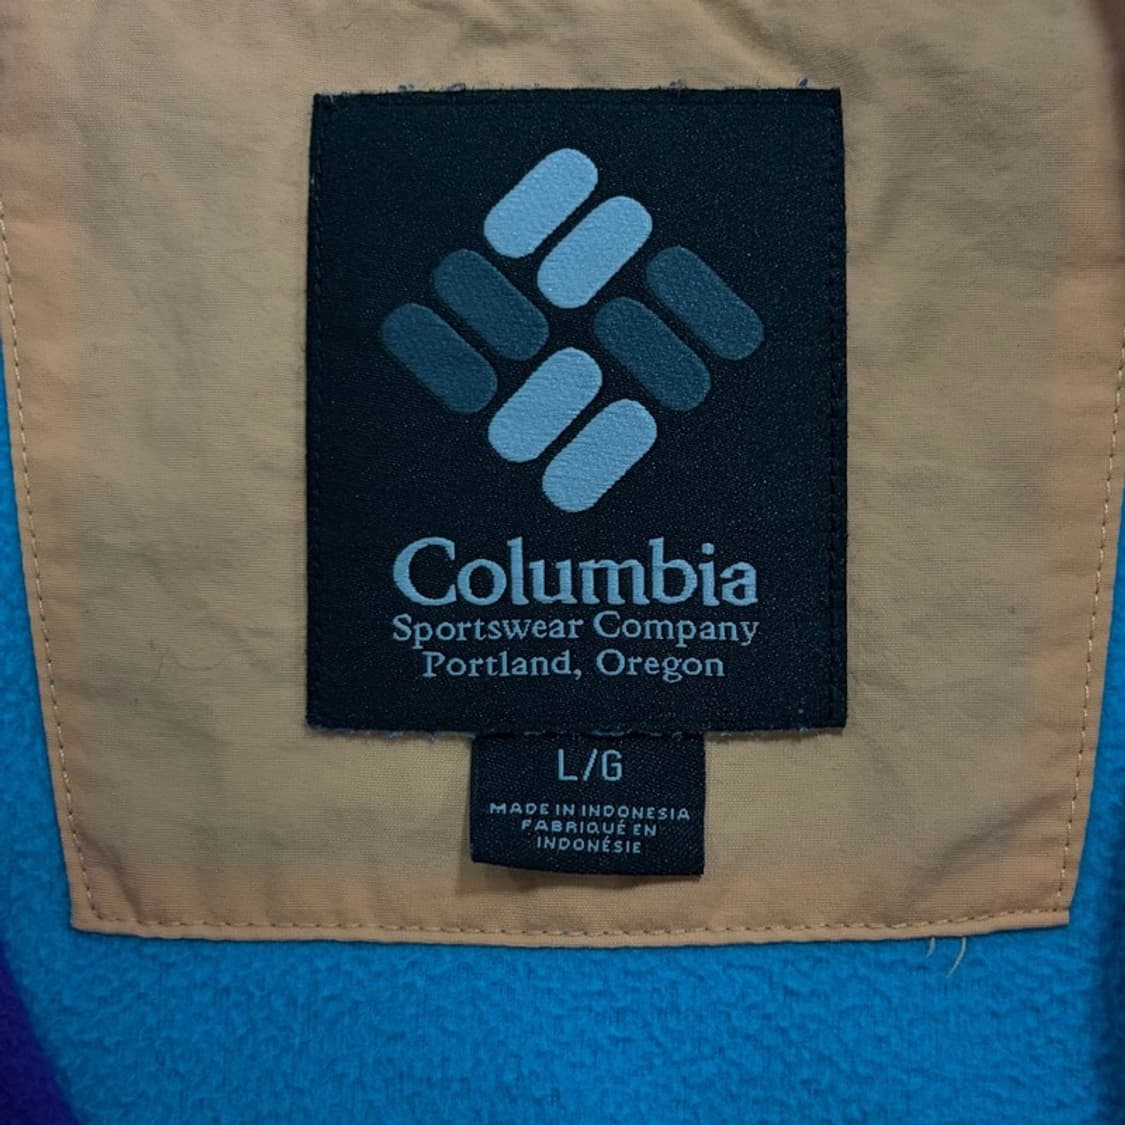 Columbia
Sportswear Company
Portland, Oregon
L/G
MADE IN INDONESIA
FABRIQUÉ EN
INDONÉSIE